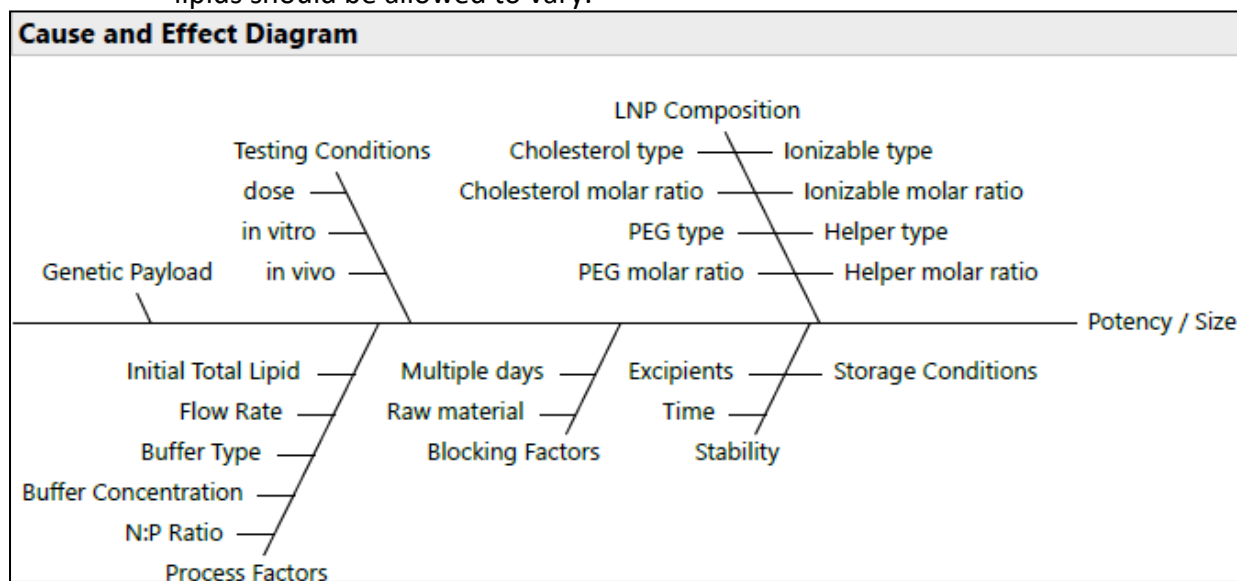 lipids should be allowed to vary.
Cause and Effect Diagram
LNP Composition
Testing Conditions
Cholesterol type
Ionizable type
dose
Cholesterol molar ratio
Ionizable molar ratio
in vitro
PEG type
Helper type
Genetic Payload
in vivo
PEG molar ratio
Helper molar ratio
Potency / Size
Initial Total Lipid
Multiple days
Excipients
Storage Conditions
Flow Rate
Raw material
Time
Buffer Type
Blocking Factors
Stability
Buffer Concentration
N:P Ratio
Process Factors